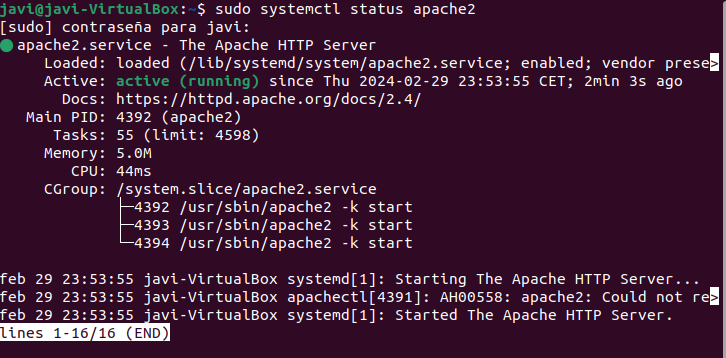 javi@javi-VirtualBox:~$ sudo systemctl status apache2
[sudo] contraseña para javi:
● apache2.service - The Apache HTTP Server
     Loaded: loaded (/lib/systemd/system/apache2.service; enabled; vendor prese>
     Active: active (running) since Thu 2024-02-29 23:53:55 CET; 2min 3s ago
       Docs: https://httpd.apache.org/docs/2.4/
   Main PID: 4392 (apache2)
      Tasks: 55 (limit: 4598)
     Memory: 5.0M
        CPU: 44ms
     CGroup: /system.slice/apache2.service
             ├─4392 /usr/sbin/apache2 -k start
             ├─4393 /usr/sbin/apache2 -k start
             └─4394 /usr/sbin/apache2 -k start
feb 29 23:53:55 javi-VirtualBox systemd[1]: Starting The Apache HTTP Server...
feb 29 23:53:55 javi-VirtualBox apachectl[4391]: AH00558: apache2: Could not re>
feb 29 23:53:55 javi-VirtualBox systemd[1]: Started The Apache HTTP Server.
lines 1-16/16 (END)